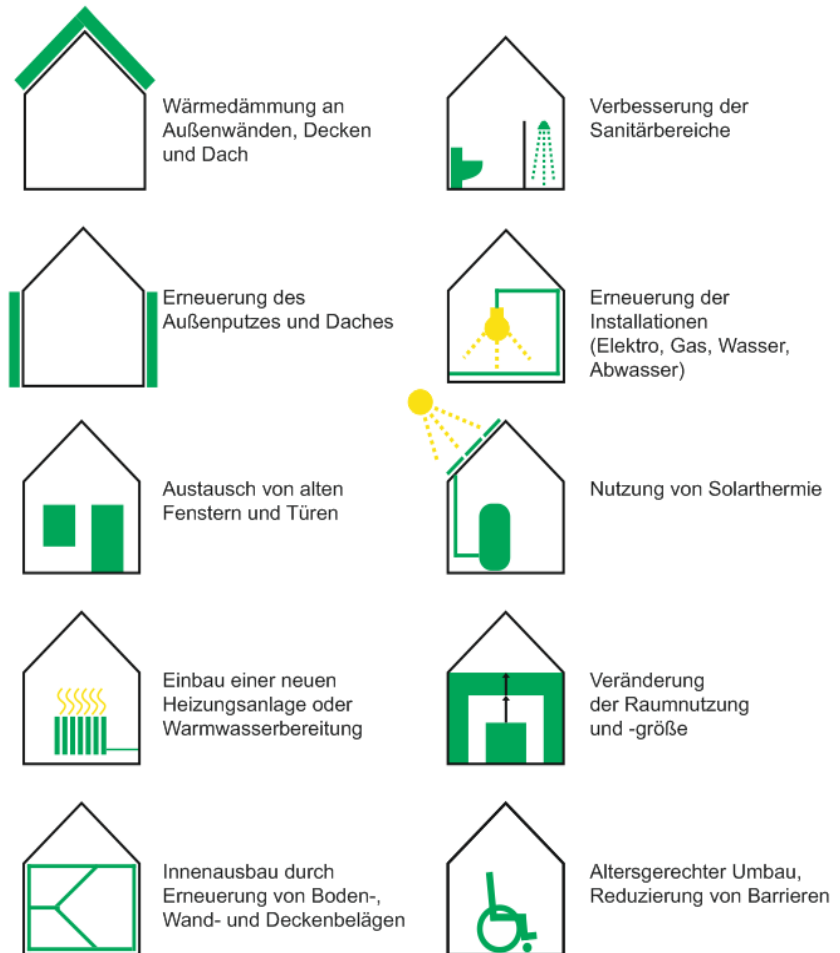 Wärmedämmung an
Außenwänden, Decken
und Dach
Verbesserung der
Sanitärbereiche
Erneuerung des
Außenputzes und Daches
Erneuerung der
Installationen
(Elektro, Gas, Wasser,
Abwasser)
Austausch von alten
Fenstern und Türen
Nutzung von Solarthermie
Einbau einer neuen
Heizungsanlage oder
Warmwasserbereitung
Veränderung
der Raumnutzung
und -größe
Innenausbau durch
Erneuerung von Boden-,
Wand- und Deckenbelägen
Altersgerechter Umbau,
Reduzierung von Barrieren